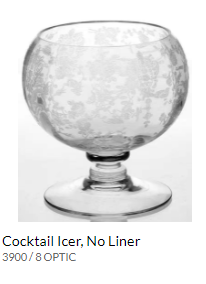 Cocktail Icer, No Liner
3900 / 8 OPTIC